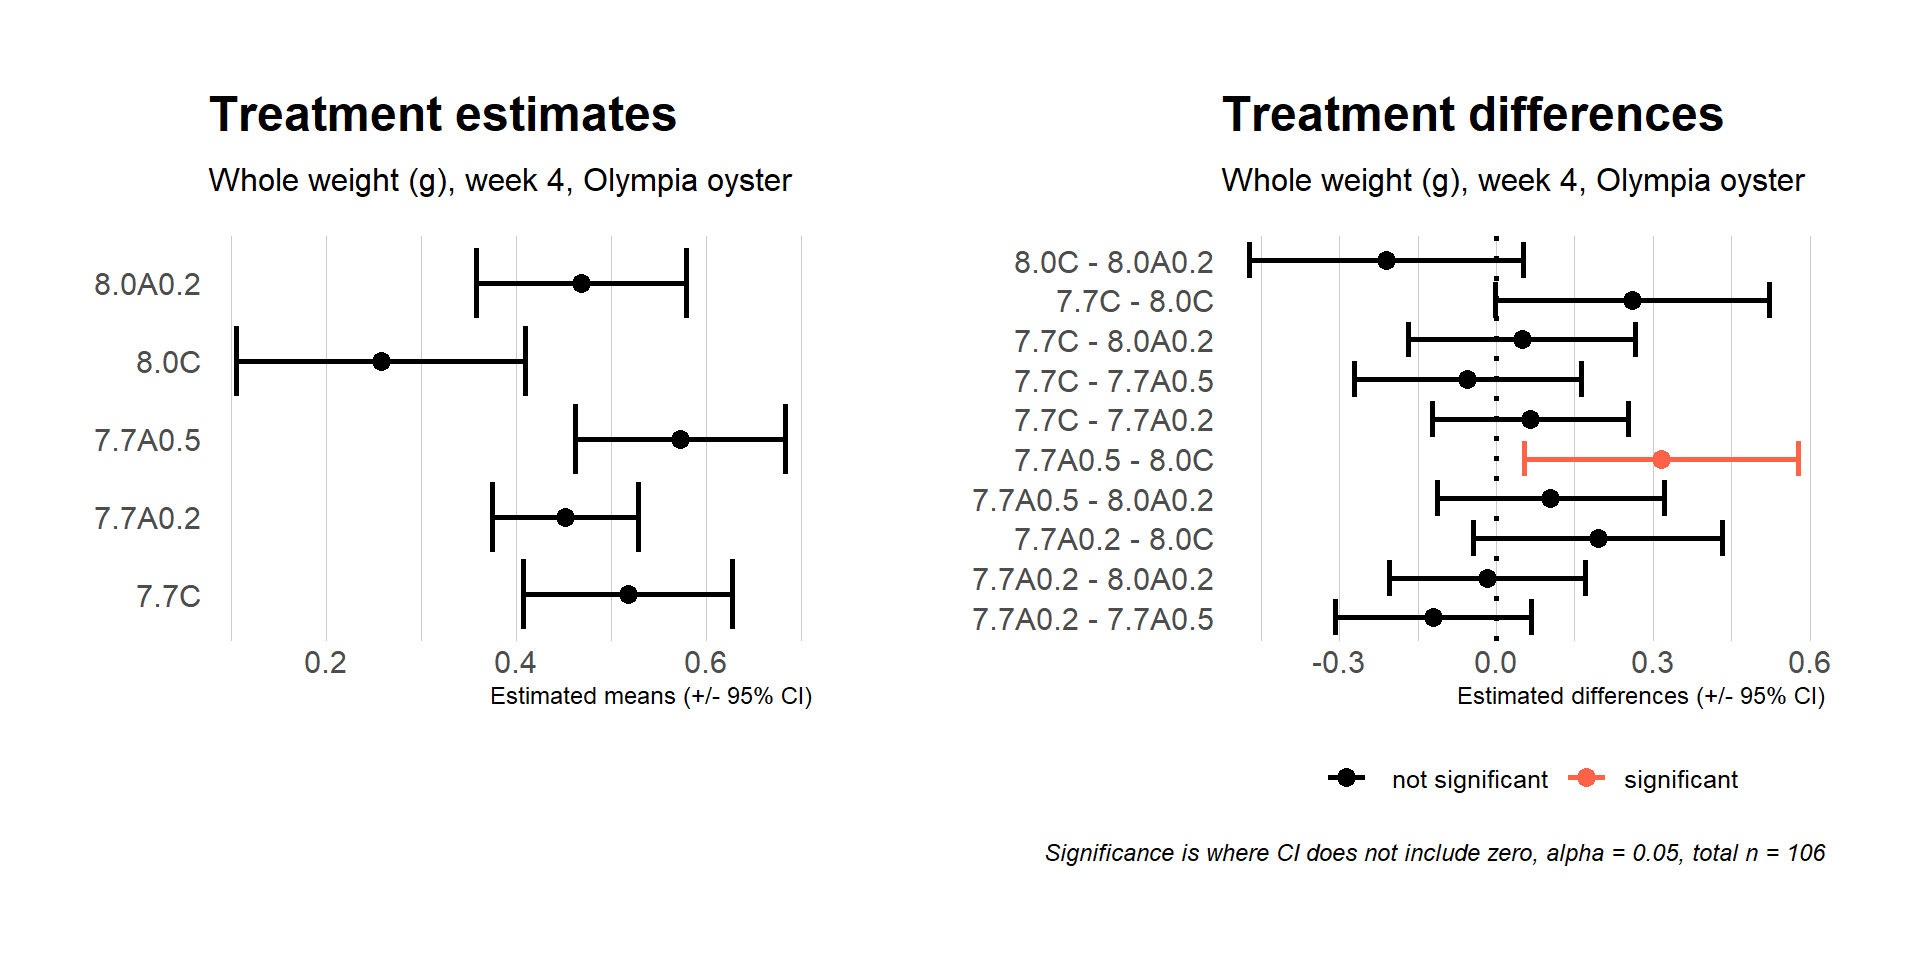 Treatment estimates
Whole weight (g), week 4, Olympia oyster
8.0A0.2
8.0C
7.7A0.5
7.7A0.2
7.7C
0.2 0.4 0.6
Estimated means (+/- 95% CI)
Treatment differences
Whole weight (g), week 4, Olympia oyster
8.0C - 8.0A0.2
7.7C - 8.0C
7.7C - 8.0A0.2
7.7C - 7.7A0.5
7.7C - 7.7A0.2
7.7A0.5 - 8.0C
7.7A0.5 - 8.0A0.2
7.7A0.2 - 8.0C
7.7A0.2 - 8.0A0.2
7.7A0.2 - 7.7A0.5
-0.3 0.0 0.3 0.6
Estimated differences (+/- 95% CI)
not significant significant
Significance is where CI does not include zero, alpha = 0.05, total n = 106